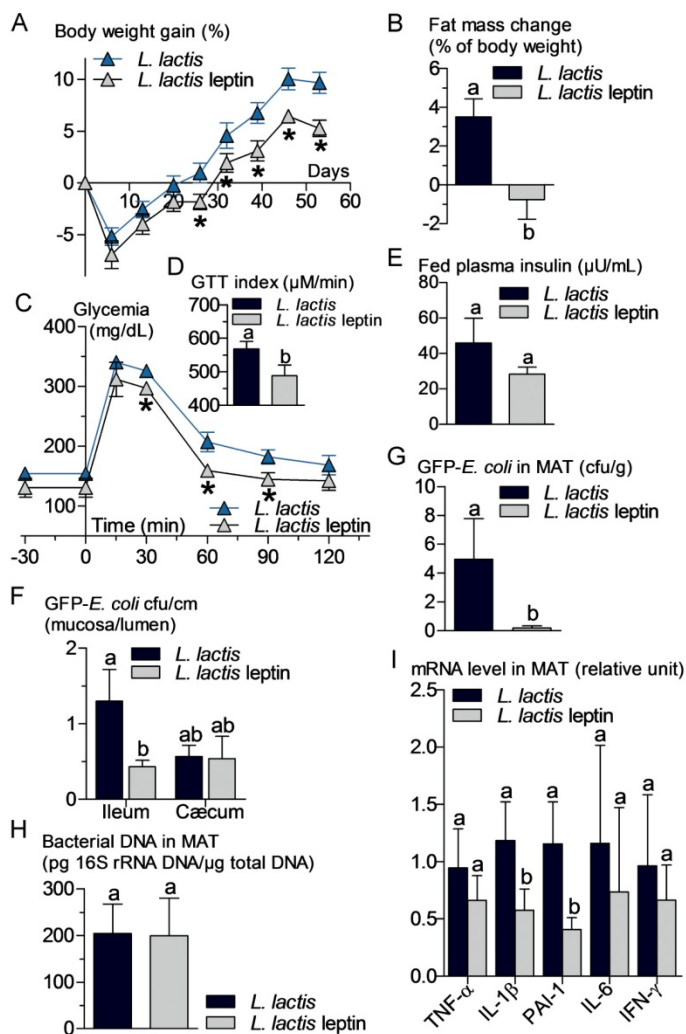 A
Body weight gain (%)
L. lactis
L. lactis leptin
10
5
0
-5
10
20
30
40
50
60
Days
*
*
*
*
*
B
Fat mass change
(% of body weight)
L. lactis
L. lactis leptin
6
4
2
0
-2
a
b
C
Glycemia
(mg/dL)
350
300
200
150
100
*
*
*
L. lactis
L. lactis leptin
Time (min)
-30
0
30
60
90
120
D
GTT index (µM/min)
L. lactis
L. lactis leptin
700
600
500
400
a
b
E
Fed plasma insulin (µU/mL)
L. lactis
L. lactis leptin
80
60
40
20
0
a
a
F
GFP-E. coli cfu/cm
(mucosa/lumen)
L. lactis
L. lactis leptin
2
1
0
a
b
ab
ab
Ileum
Cæcum
G
GFP-E. coli in MAT (cfu/g)
L. lactis
L. lactis leptin
10
8
6
4
2
0
a
b
H
Bacterial DNA in MAT
(pg 16S rRNA DNA/µg total DNA)
300
200
100
0
a
a
L. lactis
L. lactis leptin
I
mRNA level in MAT (relative unit)
L. lactis
L. lactis leptin
2.5
2.0
1.5
1.0
0.5
0.0
a
a
a
b
a
b
a
a
a
a
TNF-α
IL-1β
PAI-1
IL-6
IFN-γ